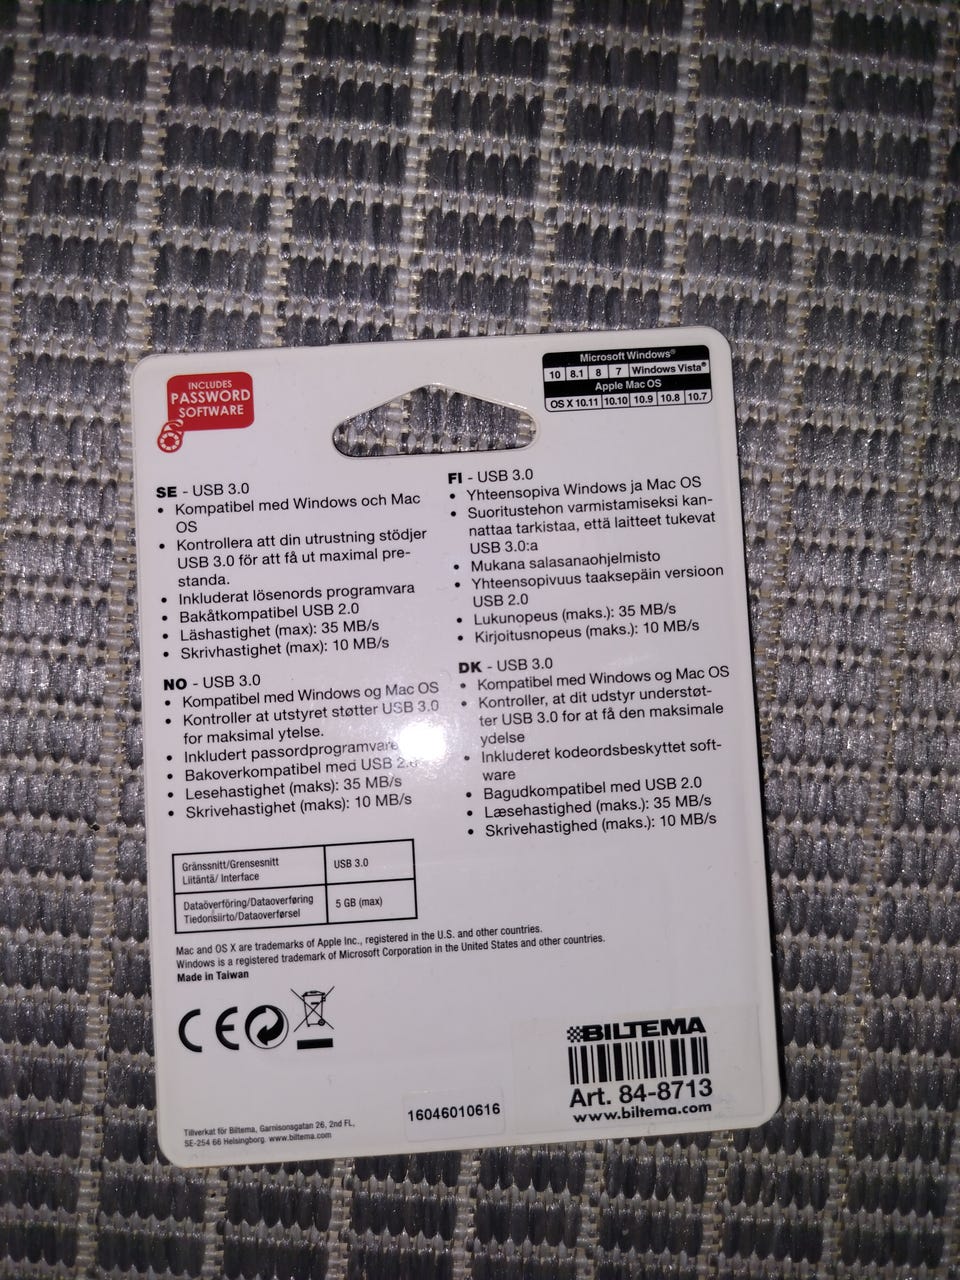 INCLUDES
PASSWORD
SOFTWARE
Microsoft Windows®
10 8.1 8 7 Windows Vista®
Apple Mac OS
OS X 10.11 10.10 10.9 10.8 10.7
SE - USB 3.0
• Kompatibel med Windows och Mac
OS
• Kontrollera att din utrustning stödjer
USB 3.0 för att få ut maximal pre-
standa.
• Inkluderat lösenords programvara
• Bakåtkompatibel USB 2.0
• Läshastighet (max): 35 MB/s
• Skrivhastighet (max): 10 MB/s
NO - USB 3.0
• Kompatibel med Windows og Mac OS
• Kontroller at utstyret støtter USB 3.0
for maksimal ytelse.
• Inkludert passordprogramvare
• Bakoverkompatibel med USB 2.0
• Lesehastighet (maks): 35 MB/s
• Skrivehastighet (maks): 10 MB/s
FI - USB 3.0
• Yhteensopiva Windows ja Mac OS
• Suoritustehon varmistamiseksi kan-
nattaa tarkistaa, että laitteet tukevat
USB 3.0:a
• Mukana salasanaohjelmisto
• Yhteensopivuus taaksepäin versioon
USB 2.0
• Lukunopeus (maks.): 35 MB/s
• Kirjoitusnopeus (maks.): 10 MB/s
DK - USB 3.0
• Kompatibel med Windows og Mac OS
• Kontroller, at dit udstyr understøt-
ter USB 3.0 for at få den maksimale
ydelse
• Inkluderet kodeordsbeskyttet soft-
ware
• Bagudkompatibel med USB 2.0
• Læsehastighed (maks.): 35 MB/s
• Skrivehastighed (maks.): 10 MB/s
Gränssnitt/Grensesnitt
Liitäntä/ Interface
USB 3.0
Dataöverföring/Dataoverføring
Tiedonsiirto/Dataoverførsel
5 GB (max)
Mac and OS X are trademarks of Apple Inc., registered in the U.S. and other countries.
Windows is a registered trademark of Microsoft Corporation in the United States and other countries.
Made in Taiwan
CE
BILTEMA
Art. 84-8713
www.biltema.com
16046010616
Tillverkat för Biltema, Garnisonsgatan 26, 2nd FL,
SE-254 66 Helsingborg. www.biltema.com